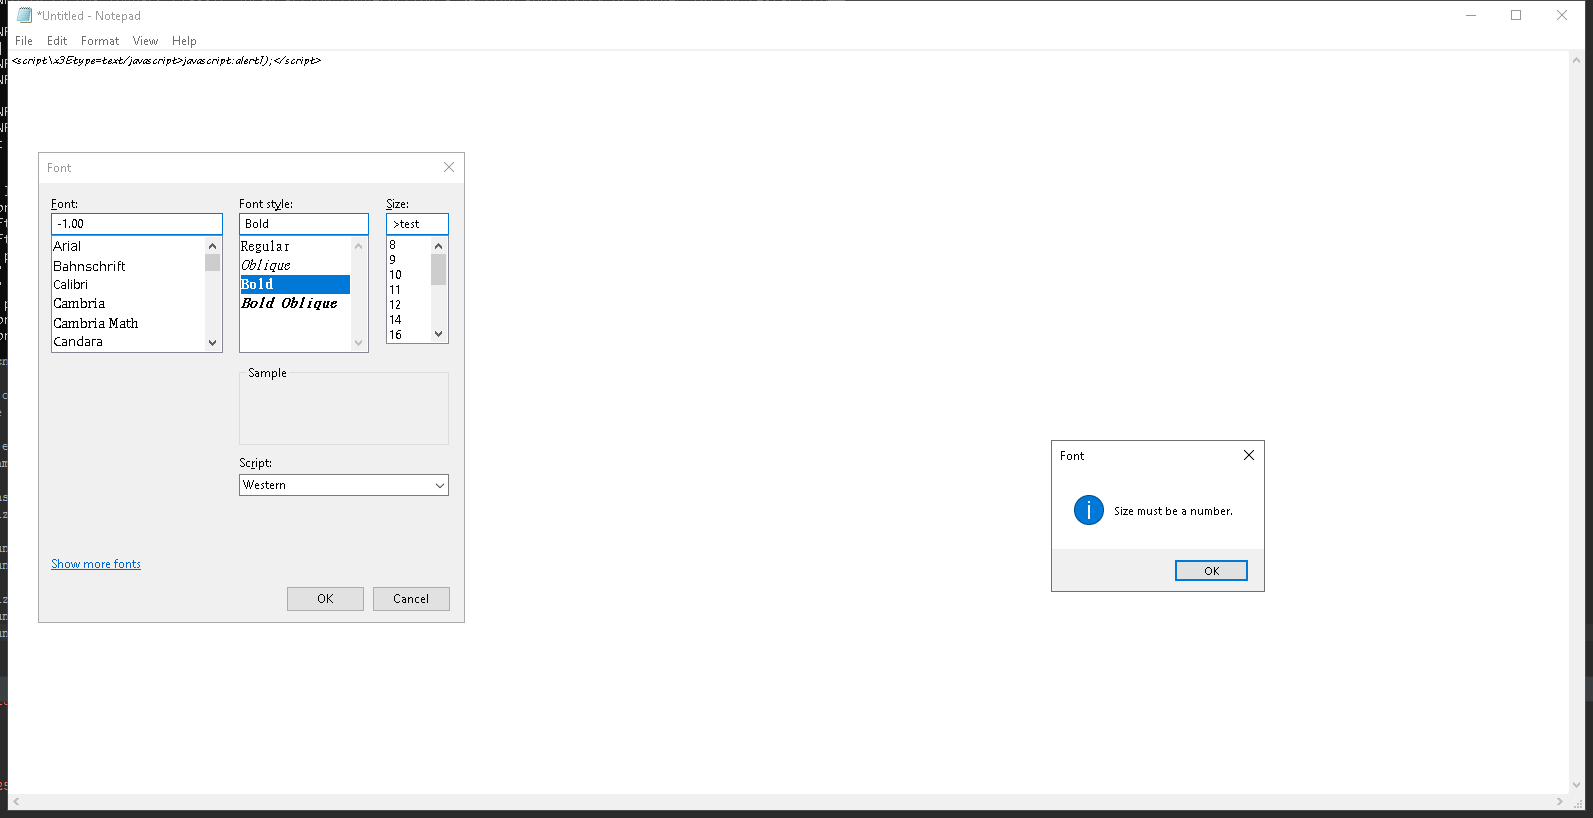 *Untitled - Notepad
File Edit Format View Help
<script\x3Etype=text/javascript>javascript:alert1);</script>
Font
Font: Font style: Size:
-1.00 Bold >test
Arial Regular 8
Bahnschrift Oblique 9
Calibri Bold 10
Cambria Bold Oblique 11
Cambria Math 12
Candara 14
16
Sample
Script:
Western
Show more fonts
OK Cancel
Font
i Size must be a number.
OK